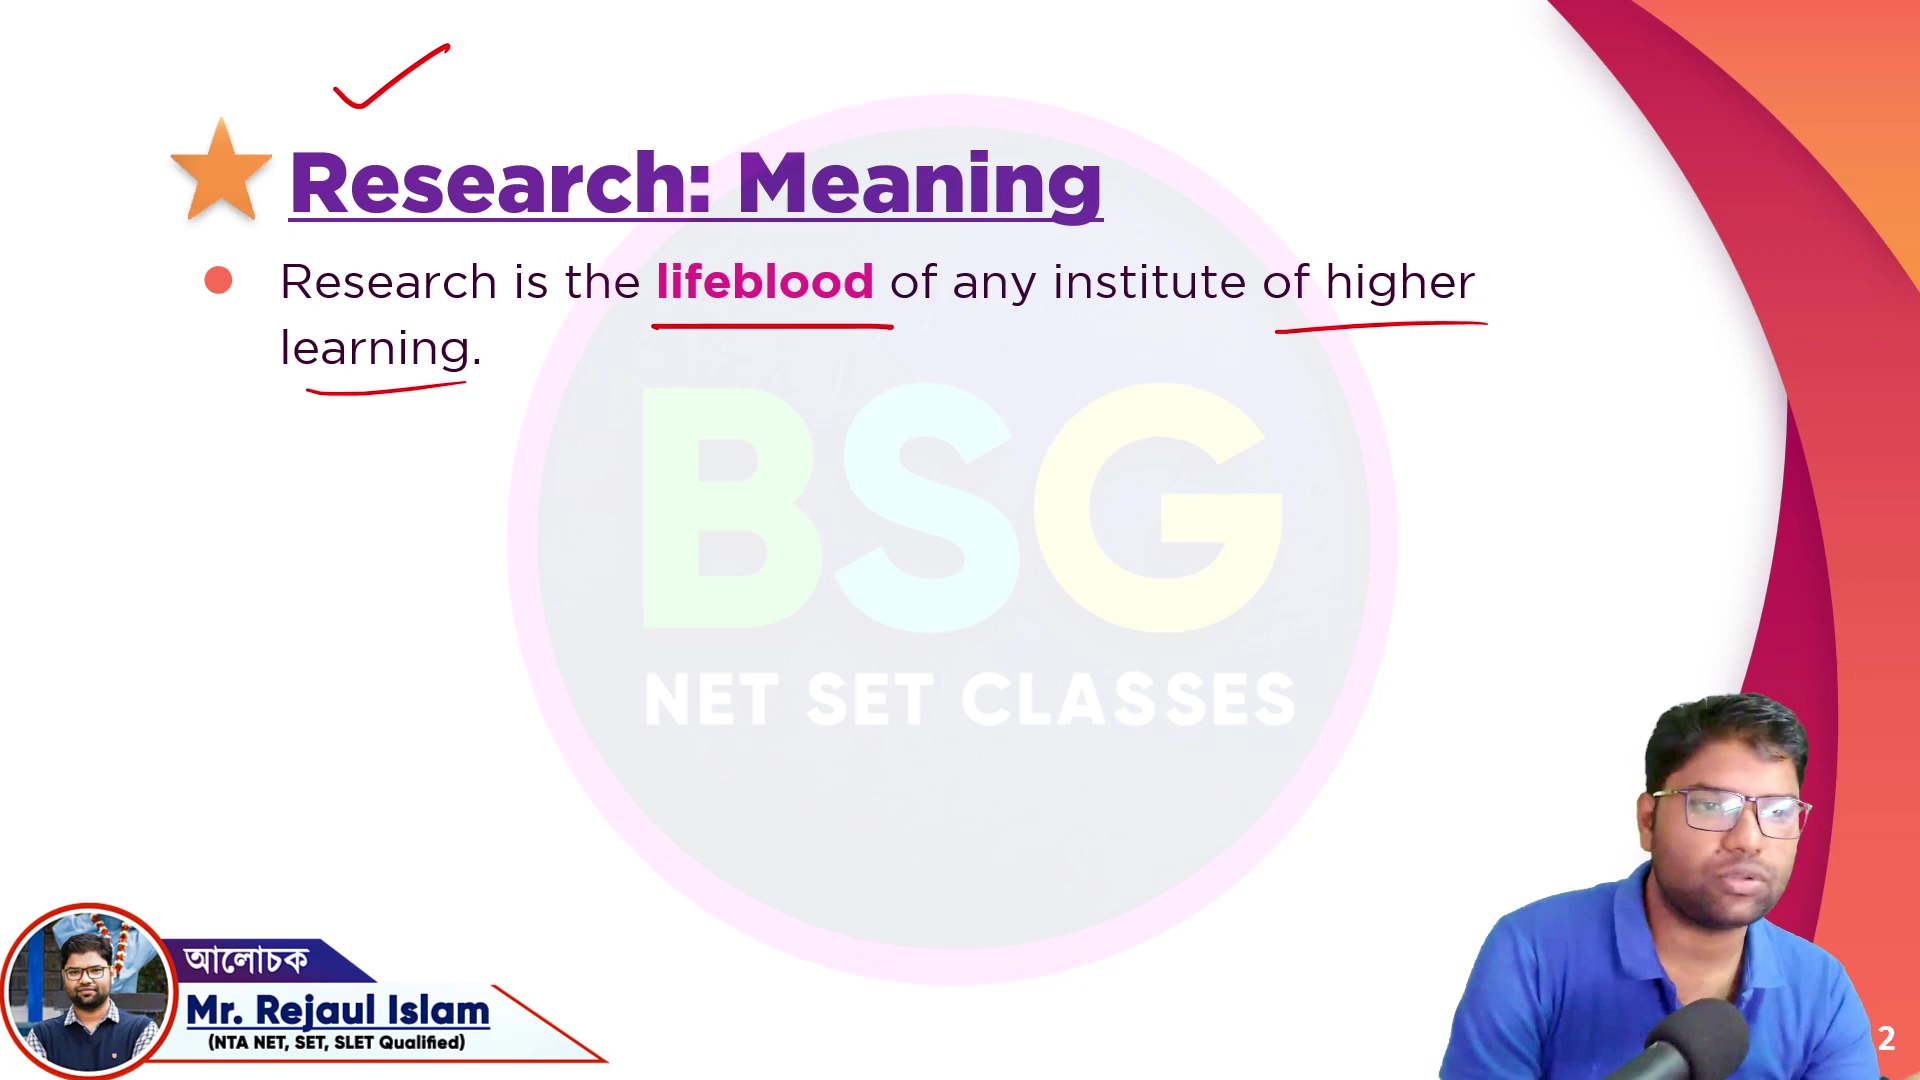 Research: Meaning
Research is the lifeblood of any institute of higher
learning.
BSG
NET SET CLASSES
আলোচক
Mr. Rejaul Islam
(NTA NET, SET, SLET Qualified)
2